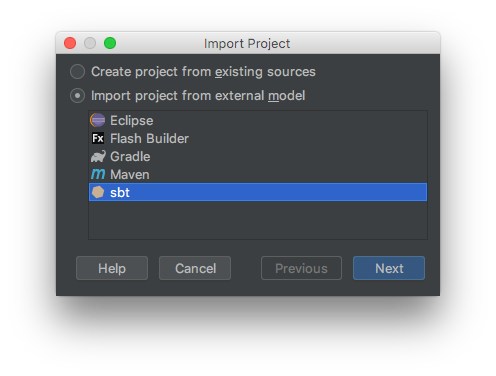 Import Project
Create project from existing sources
Import project from external model
Eclipse
Fx Flash Builder
Gradle
m Maven
sbt
Help Cancel Previous Next